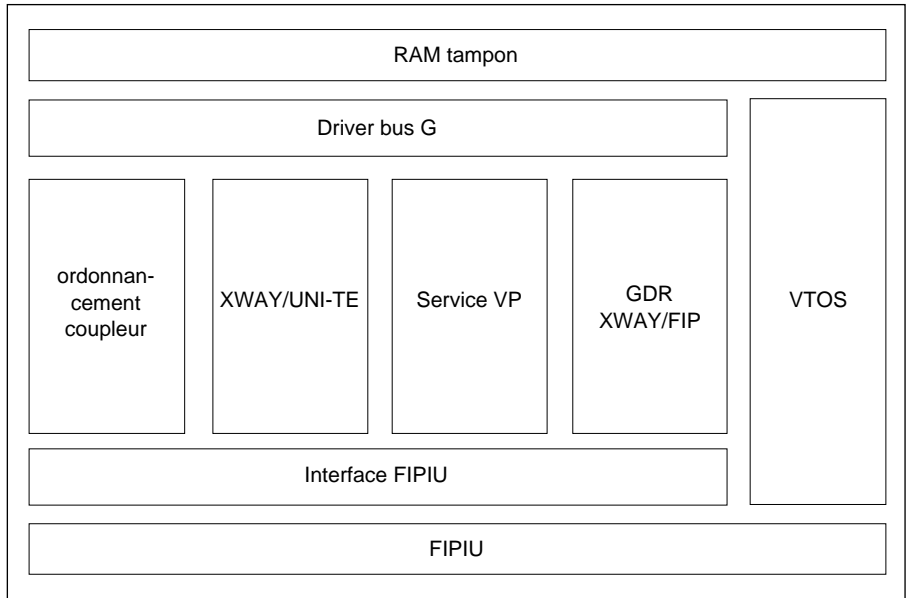 RAM tampon
Driver bus G
ordonnan-
cement
coupleur
XWAY/UNI-TE
Service VP
GDR
XWAY/FIP
VTOS
Interface FIPIU
FIPIU